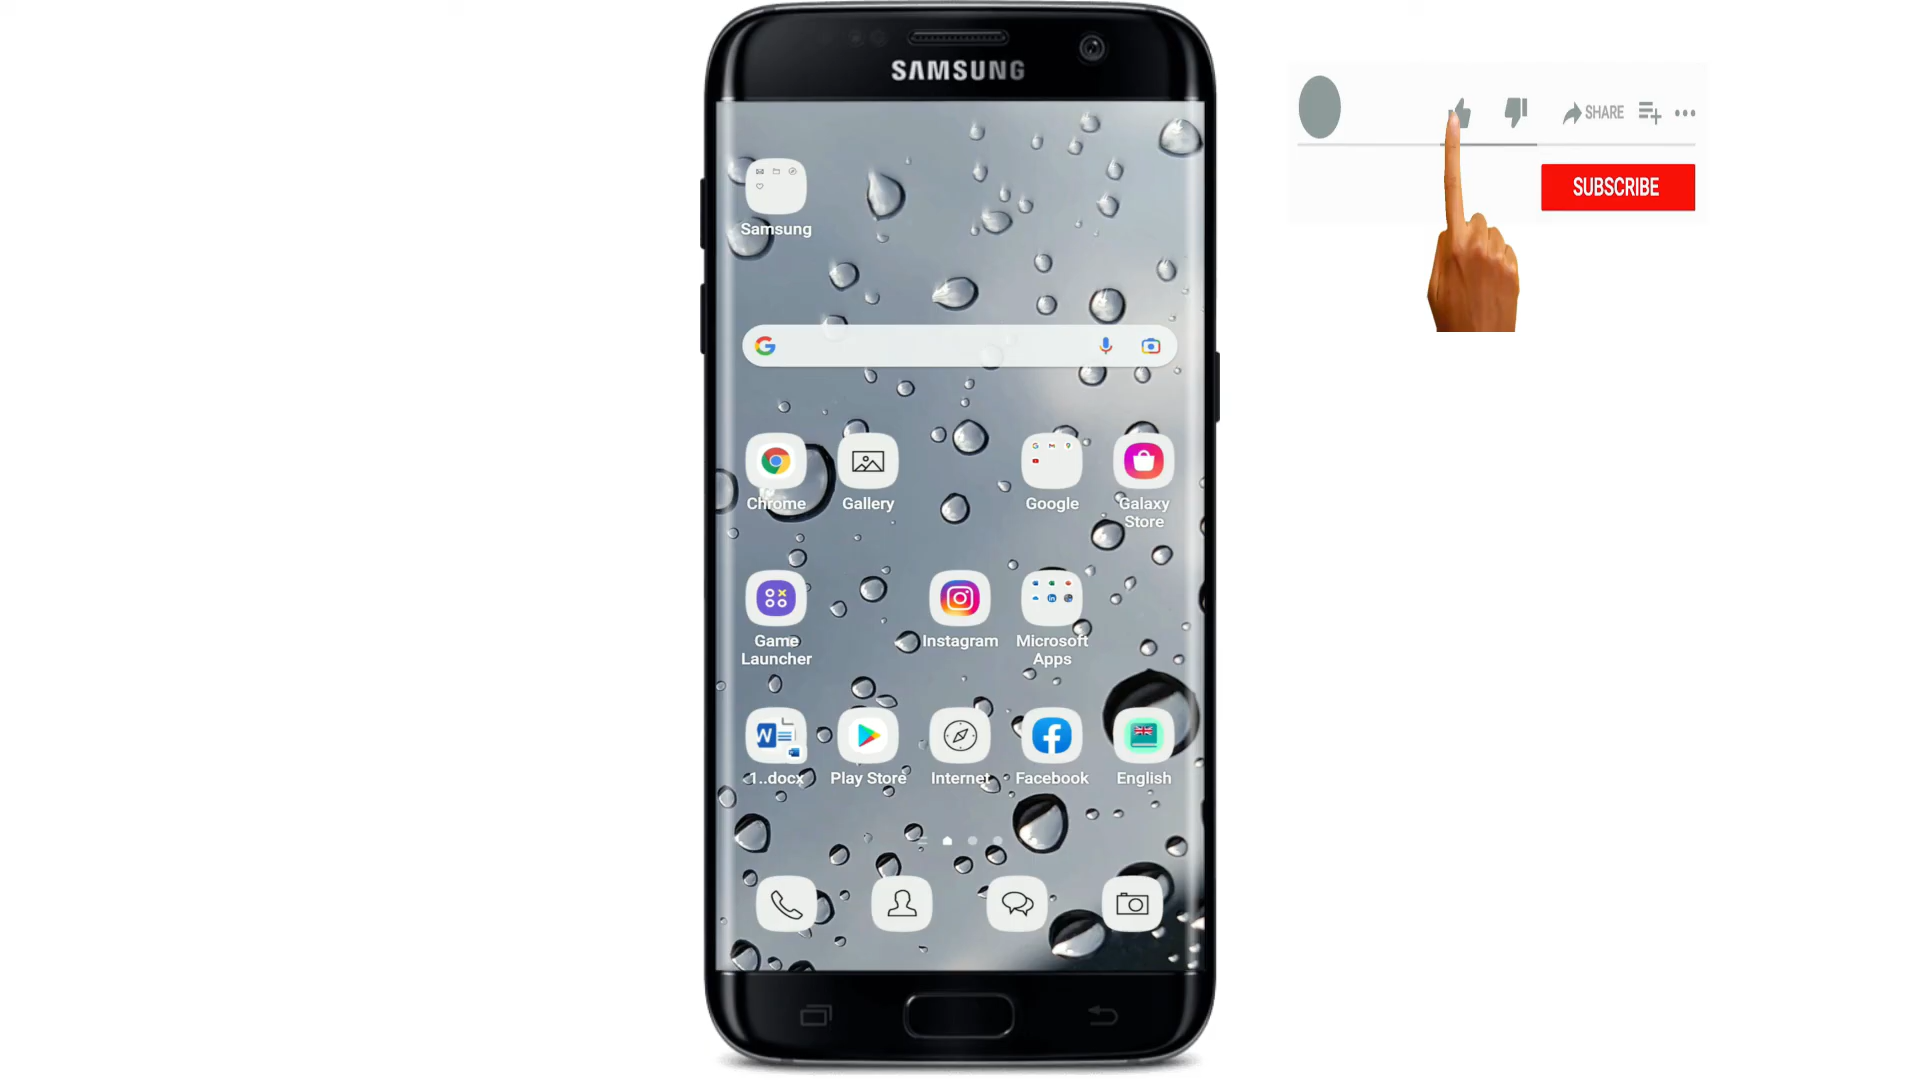 SAMSUNG
SHARE
SUBSCRIBE
Samsung
Chrome
Gallery
Google
Galaxy
Store
Game
Launcher
Instagram
Microsoft
Apps
1..docx
Play Store
Internet
Facebook
English